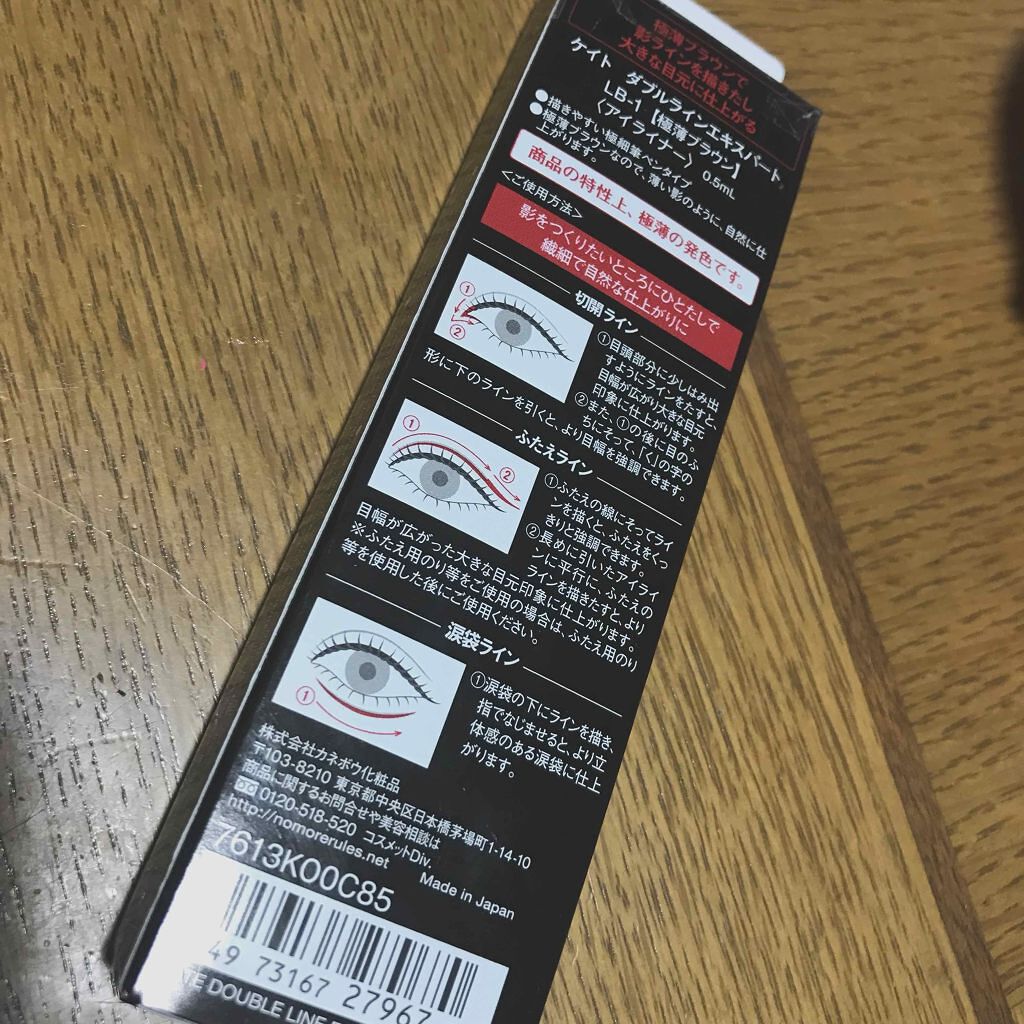 極薄ブラウンで
影ラインを描きたし
大きな目元に仕上がる
ケイト ダブルラインエキスパート
LB-1【極薄ブラウン】
〈アイライナー〉 0.5mL
●描きやすい極細筆ペンタイプ
●極薄ブラウンなので、薄い影のように、自然に仕
上がります。
商品の特性上、極薄の発色です。
<ご使用方法>
影をつくりたいところにひとたしで
繊細で自然な仕上がりに
切開ライン
①
②
①目頭部分に少しはみ出
すようにラインをたすと、
目幅が広がり大きな目元
印象に仕上がります。
②また、①の後に目のふ
ちにそって、「く」の字の
形に下のラインを引くと、より目幅を強調できます。
ふたえライン
①
②
①ふたえの線にそってライ
ンを描くと、ふたえをくっ
きりと強調できます。
②長めに引いたアイライ
ンに平行に、ふたえの
ラインを描きたすと、より
目幅が広がった大きな目元印象に仕上がります。
※ふたえ用のり等をご使用の場合は、ふたえ用のり
等を使用した後にご使用ください。
涙袋ライン
①
①涙袋の下にラインを描き、
指でなじませると、より立
体感のある涙袋に仕上
がります。
株式会社カネボウ化粧品
〒103-8210 東京都中央区日本橋茅場町1-14-10
商品に関するお問合せや美容相談は
0120-518-520 コスメットDiv.
http://nomorerules.net
Made in Japan
7613K00C85
49 73167 27967
DOUBLE LINE